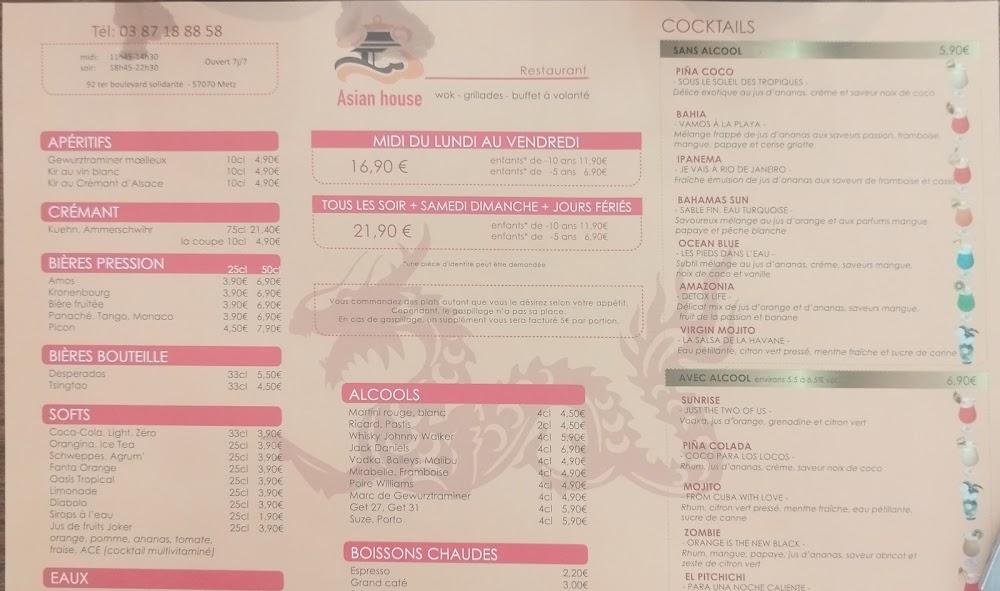 Tél: 03 87 18 88 58
midi: 11h45-14h30
soir: 18h45-22h30
Ouvert 7j/7
92 ter boulevard solidarité - 57070 Metz
Asian house
Restaurant
wok - grillades - buffet à volonté
APÉRITIFS
Gewurztraminer mœlleux 10cl 4.90€
Kir au vin blanc 10cl 4.90€
Kir au Crémant d'Alsace 10cl 4,90€
CRÉMANT
Kuehn, Ammerschwihr 75cl 21,40€
la coupe 10cl 4,90€
BIÈRES PRESSION 25cl 50cl
Amos 3,90€ 6,90€
Kronenbourg 3,90€ 6,90€
Bière fruitée 3,90€ 6,90€
Panaché, Tango, Monaco 3,90€ 6,90€
Picon 4,50€ 7,90€
BIÈRES BOUTEILLE
Desperados 33cl 5,50€
Tsingtao 33cl 4,50€
SOFTS
Coca-Cola, Light, Zéro 33cl 3,90€
Orangina, Ice Tea 25cl 3,90€
Schweppes, Agrum' 25cl 3,90€
Fanta Orange 25cl 3,90€
Oasis Tropical 25cl 3,90€
Limonade 25cl 3,90€
Diabolo 25cl 3,90€
Sirops à l'eau 25cl 1,90€
Jus de fruits Joker 25cl 3,90€
orange, pomme, ananas, tomate,
fraise, ACE (cocktail multivitaminé)
EAUX
MIDI DU LUNDI AU VENDREDI
16,90 €
enfants* de -10 ans 11,90€
enfants* de -5 ans 6,90€
TOUS LES SOIR + SAMEDI DIMANCHE + JOURS FÉRIÉS
21,90 €
enfants* de -10 ans 11,90€
enfants* de -5 ans 6,90€
*une pièce d'identité peut être demandée
Vous commandez des plats autant que vous le désirez selon votre appétit.
Cependant, le gaspillage n'a pas sa place.
En cas de gaspillage, un supplément vous sera facturé 5€ par portion.
ALCOOLS
Martini rouge, blanc 4cl 4,50€
Ricard, Pastis 2cl 4,50€
Whisky Johnny Walker 4cl 5,90€
Jack Daniels 4cl 6,90€
Vodka, Baileys, Malibu 4cl 4,90€
Mirabelle, Framboise 4cl 4,90€
Poire Williams 4cl 4,90€
Marc de Gewurztraminer 4cl 4,90€
Get 27, Get 31 4cl 5,90€
Suze, Porto 4cl 5,90€
BOISSONS CHAUDES
Espresso 2,20€
Grand café 3,00€
COCKTAILS
SANS ALCOOL 5,90€
PIÑA COCO
- SOUS LE SOLEIL DES TROPIQUES -
Délice exotique au jus d'ananas, crème et saveur noix de coco
BAHIA
- VAMOS À LA PLAYA -
Mélange frappé de jus d'ananas aux saveurs passion, framboise,
mangue, papaye et cerise griotte
IPANEMA
- JE VAIS À RIO DE JANEIRO -
Fraîche émulsion de jus d'ananas aux saveurs de framboise et cassis
BAHAMAS SUN
- SABLE FIN, EAU TURQUOISE -
Savoureux mélange au jus d'orange et aux parfums mangue,
papaye et pêche blanche
OCEAN BLUE
- LES PIEDS DANS L'EAU -
Subtil mélange au jus d'ananas, crème, saveurs mangue,
noix de coco et vanille
AMAZONIA
- DETOX LIFE -
Délicat mix de jus d'orange et d'ananas, saveurs mangue,
fruit de la passion et banane
VIRGIN MOJITO
- LA SALSA DE LA HAVANE -
Eau pétillante, citron vert pressé, menthe fraîche et sucre de canne
AVEC ALCOOL environs 5,5 à 6,5% 6,90€
SUNRISE
- JUST THE TWO OF US -
Vodka, jus d'orange, grenadine et citron vert
PIÑA COLADA
- COCO PARA LOS LOCOS -
Rhum, jus d'ananas, crème, saveur noix de coco
MOJITO
- FROM CUBA WITH LOVE -
Rhum, citron vert pressé, menthe fraîche, eau pétillante,
sucre de canne
ZOMBIE
- ORANGE IS THE NEW BLACK -
Rhum, mangue, papaye, jus d'ananas, saveur abricot et
zeste de citron vert
EL PITCHICHI
- PARA UNA NOCHE CALIENTE -